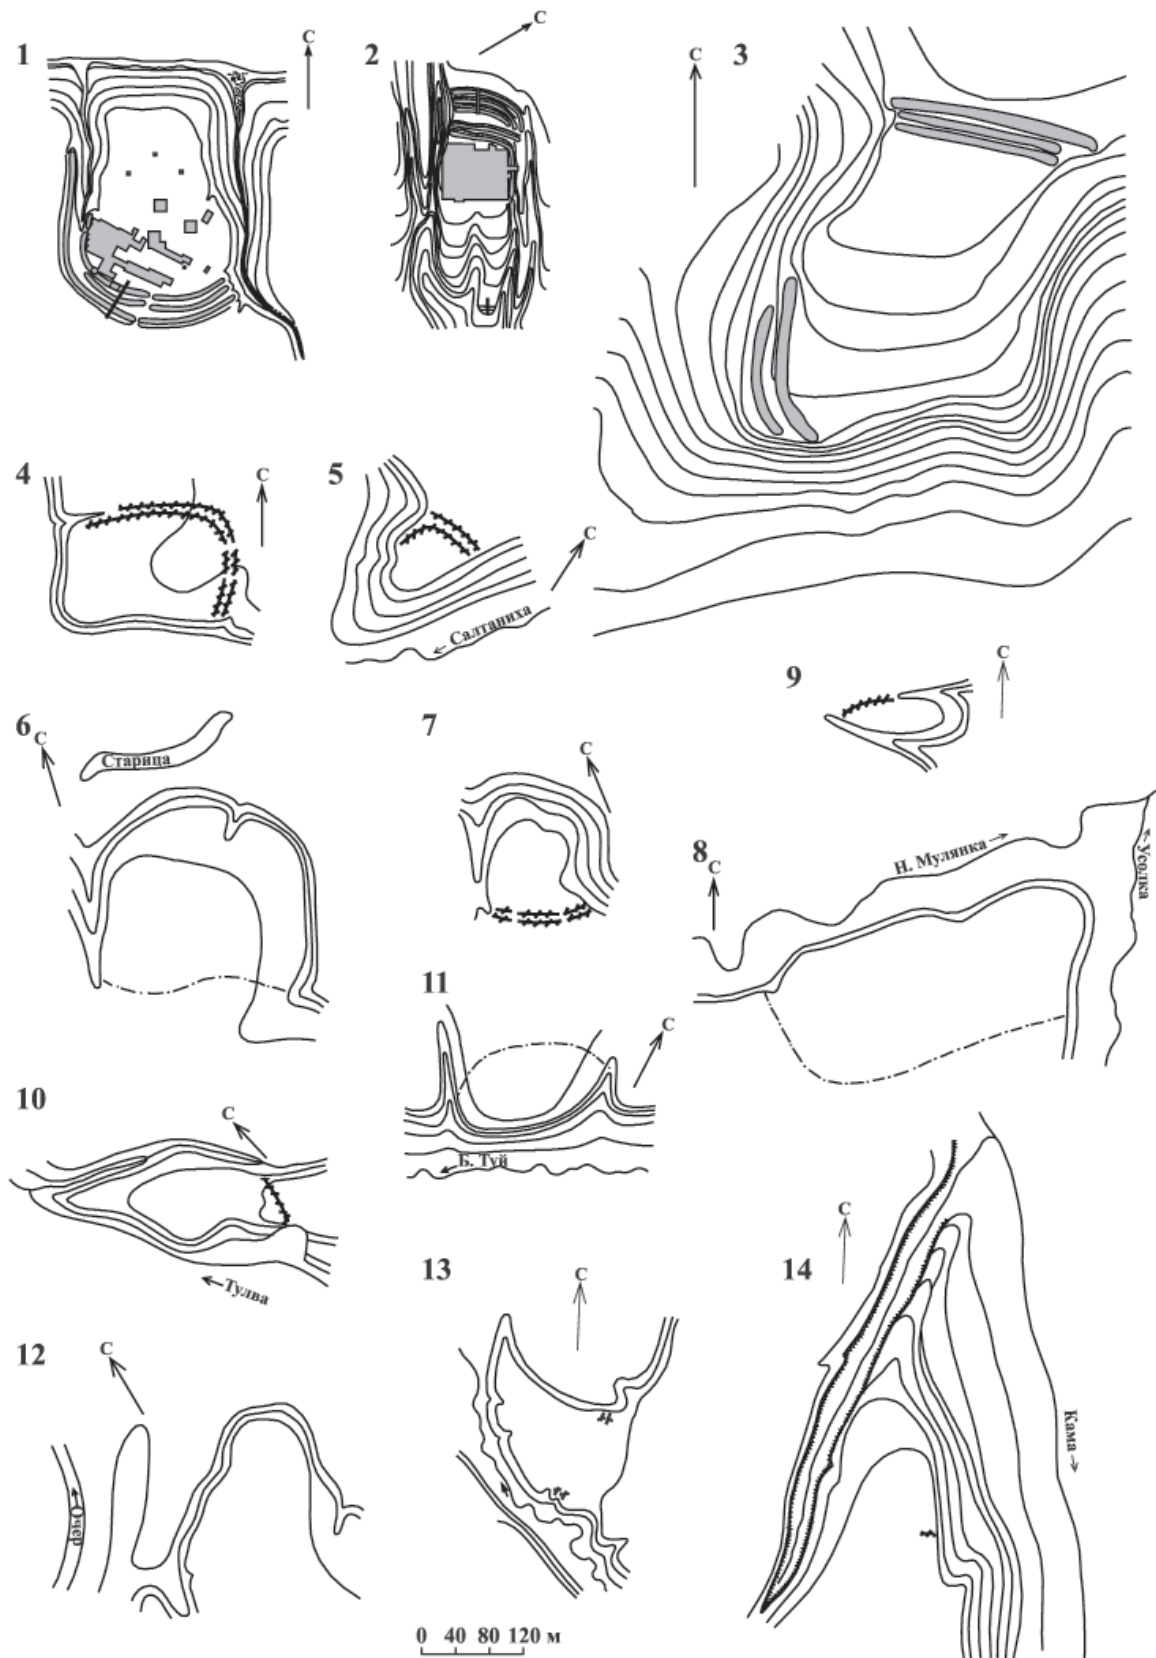 1
С
2
С
3
С
4
С
5
С
← Салтаниха
6
С
Старица
7
С
8
С
Н. Мулянка →
← Усолка
9
С
10
С
← Тулва
11
С
← Б. Туй
12
С
← Очер
13
С
14
С
Кама →
0 40 80 120 м